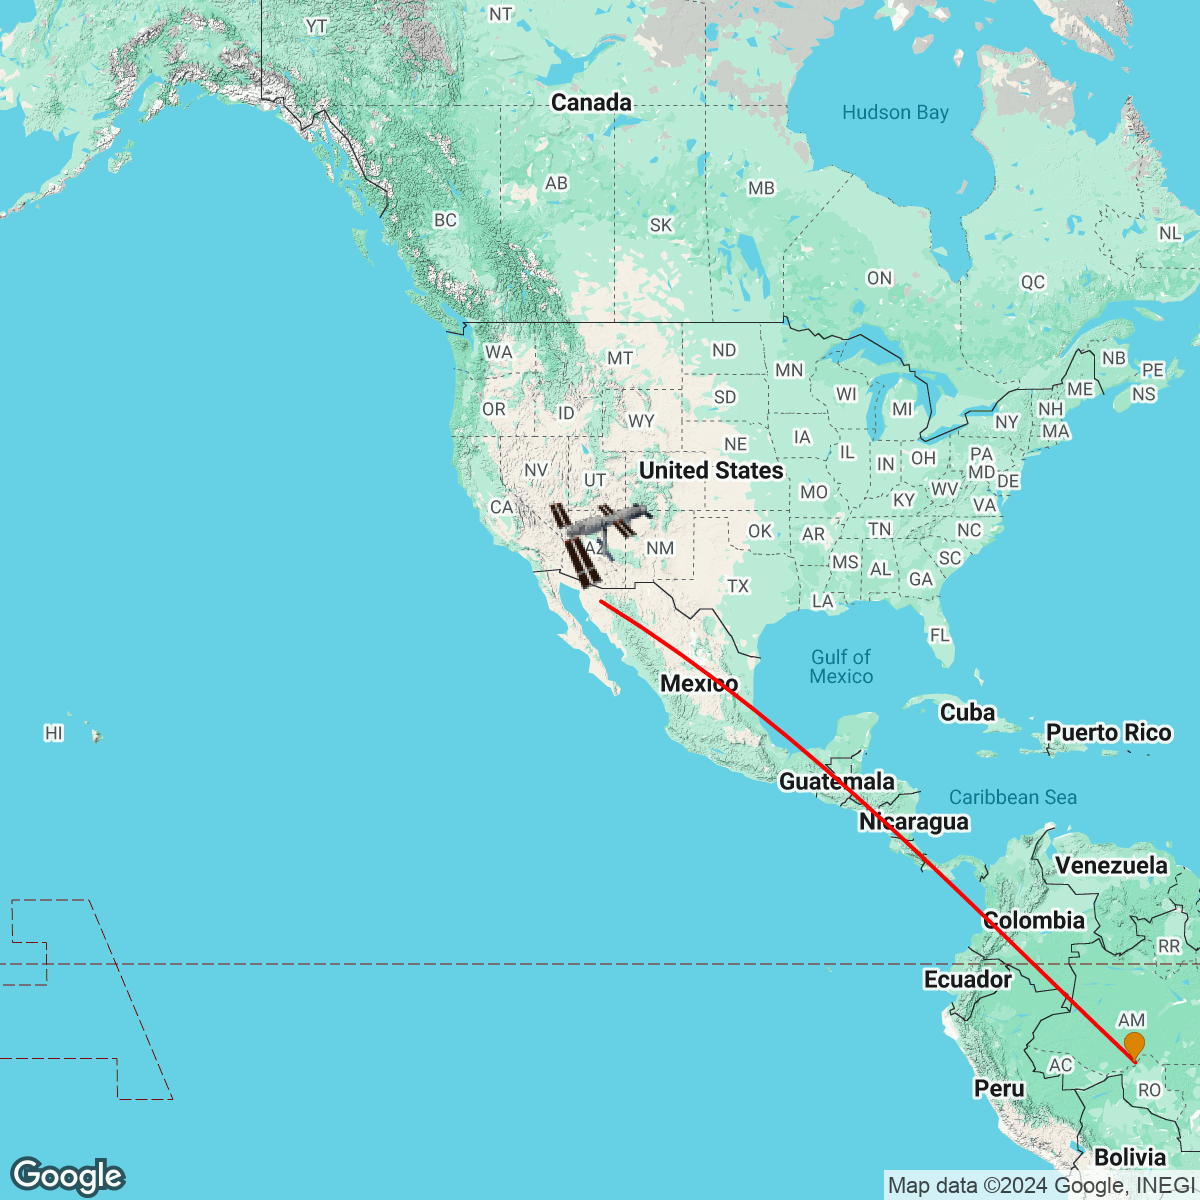 NT
YT
Canada
Hudson Bay
AB
MB
BC
SK
NL
ON
QC
WA
MT
ND
NB
MN
PE
ME
NS
OR
ID
WY
SD
WI
MI
NH
NY
MA
NV
UT
NE
IA
IL
IN
OH
PA
MD
DE
United States
CA
MO
KY
WV
VA
AZ
NM
OK
AR
TN
NC
MS
AL
SC
GA
TX
LA
FL
Gulf of
Mexico
Mexico
Cuba
HI
Puerto Rico
Guatemala
Caribbean Sea
Nicaragua
Venezuela
Colombia
RR
Ecuador
AM
AC
Peru
RO
Bolivia
Google
Map data ©2024 Google, INEGI